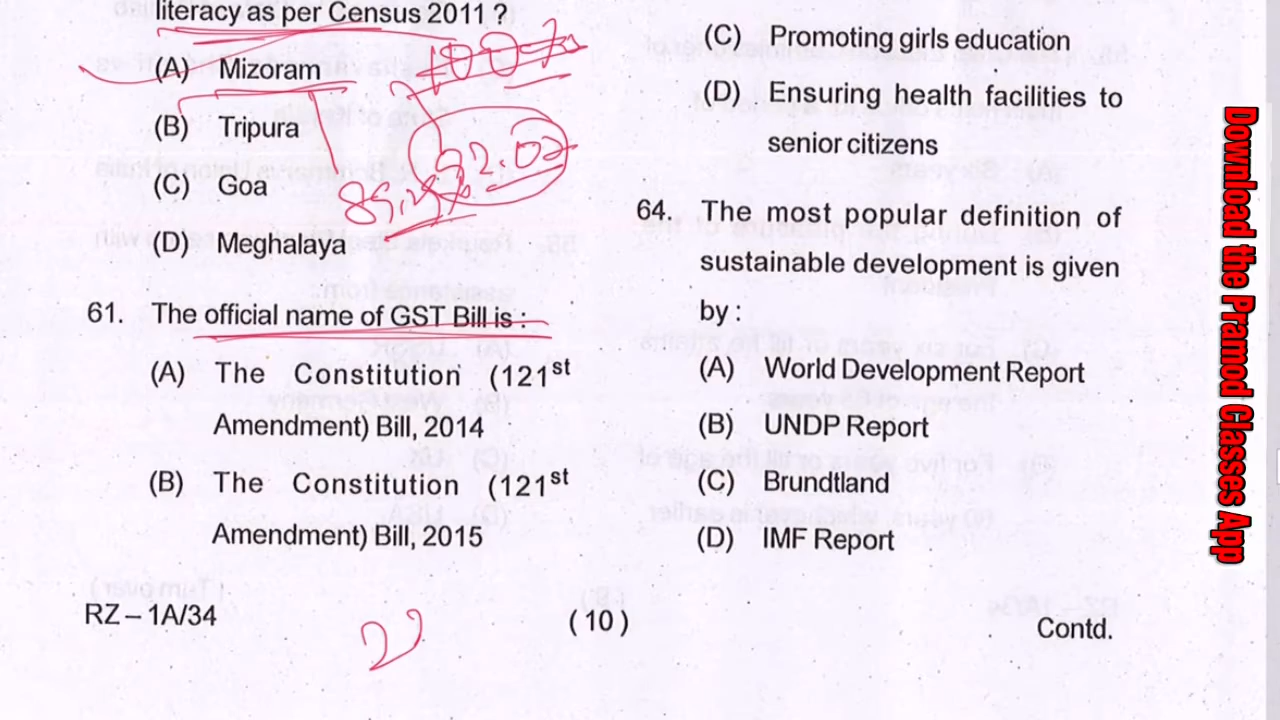 literacy as per Census 2011 ?
(A) Mizoram
(B) Tripura
(C) Goa
(D) Meghalaya
61. The official name of GST Bill is :
(A) The Constitution (121st
Amendment) Bill, 2014
(B) The Constitution (121st
Amendment) Bill, 2015
RZ – 1A/34
(10)
(C) Promoting girls education
(D) Ensuring health facilities to
senior citizens
64. The most popular definition of
sustainable development is given
by :
(A) World Development Report
(B) UNDP Report
(C) Brundtland
(D) IMF Report
Contd.
Download the Pramod Classes App